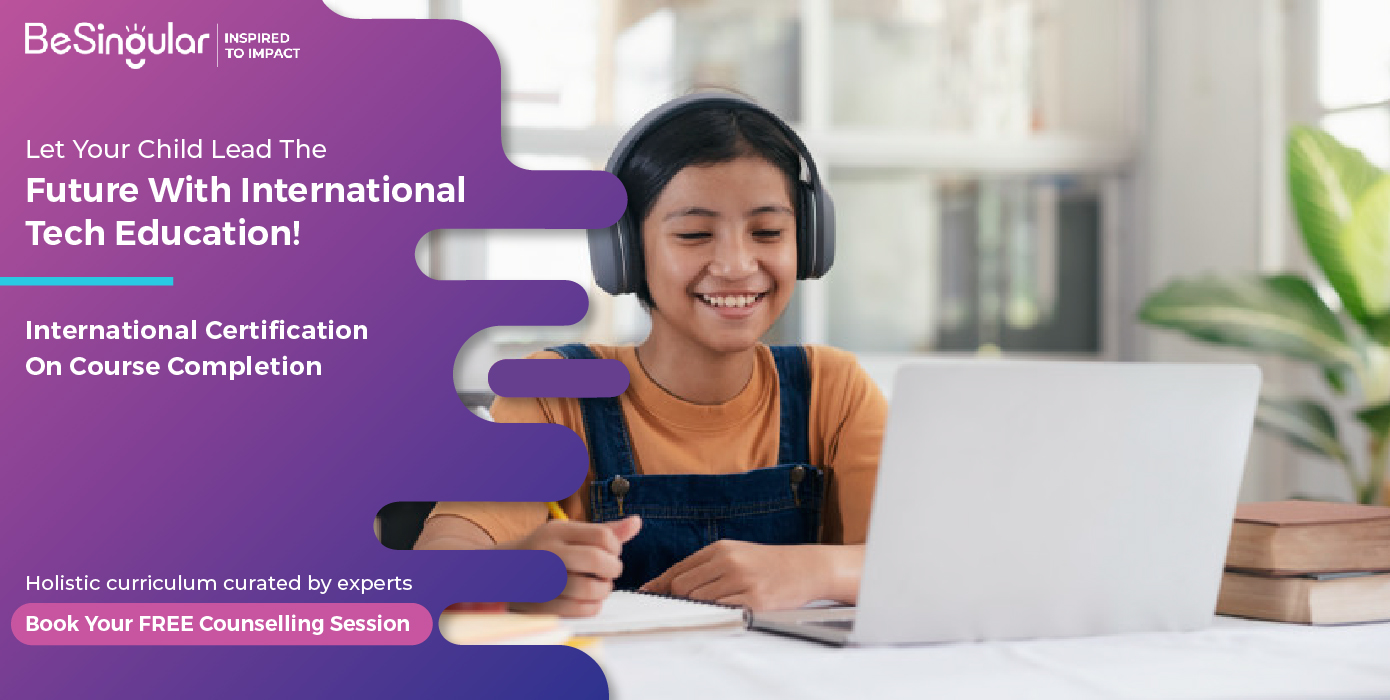 BeSingular
INSPIRED
TO IMPACT
Let Your Child Lead The
Future With International
Tech Education!
International Certification
On Course Completion
Holistic curriculum curated by experts
Book Your FREE Counselling Session